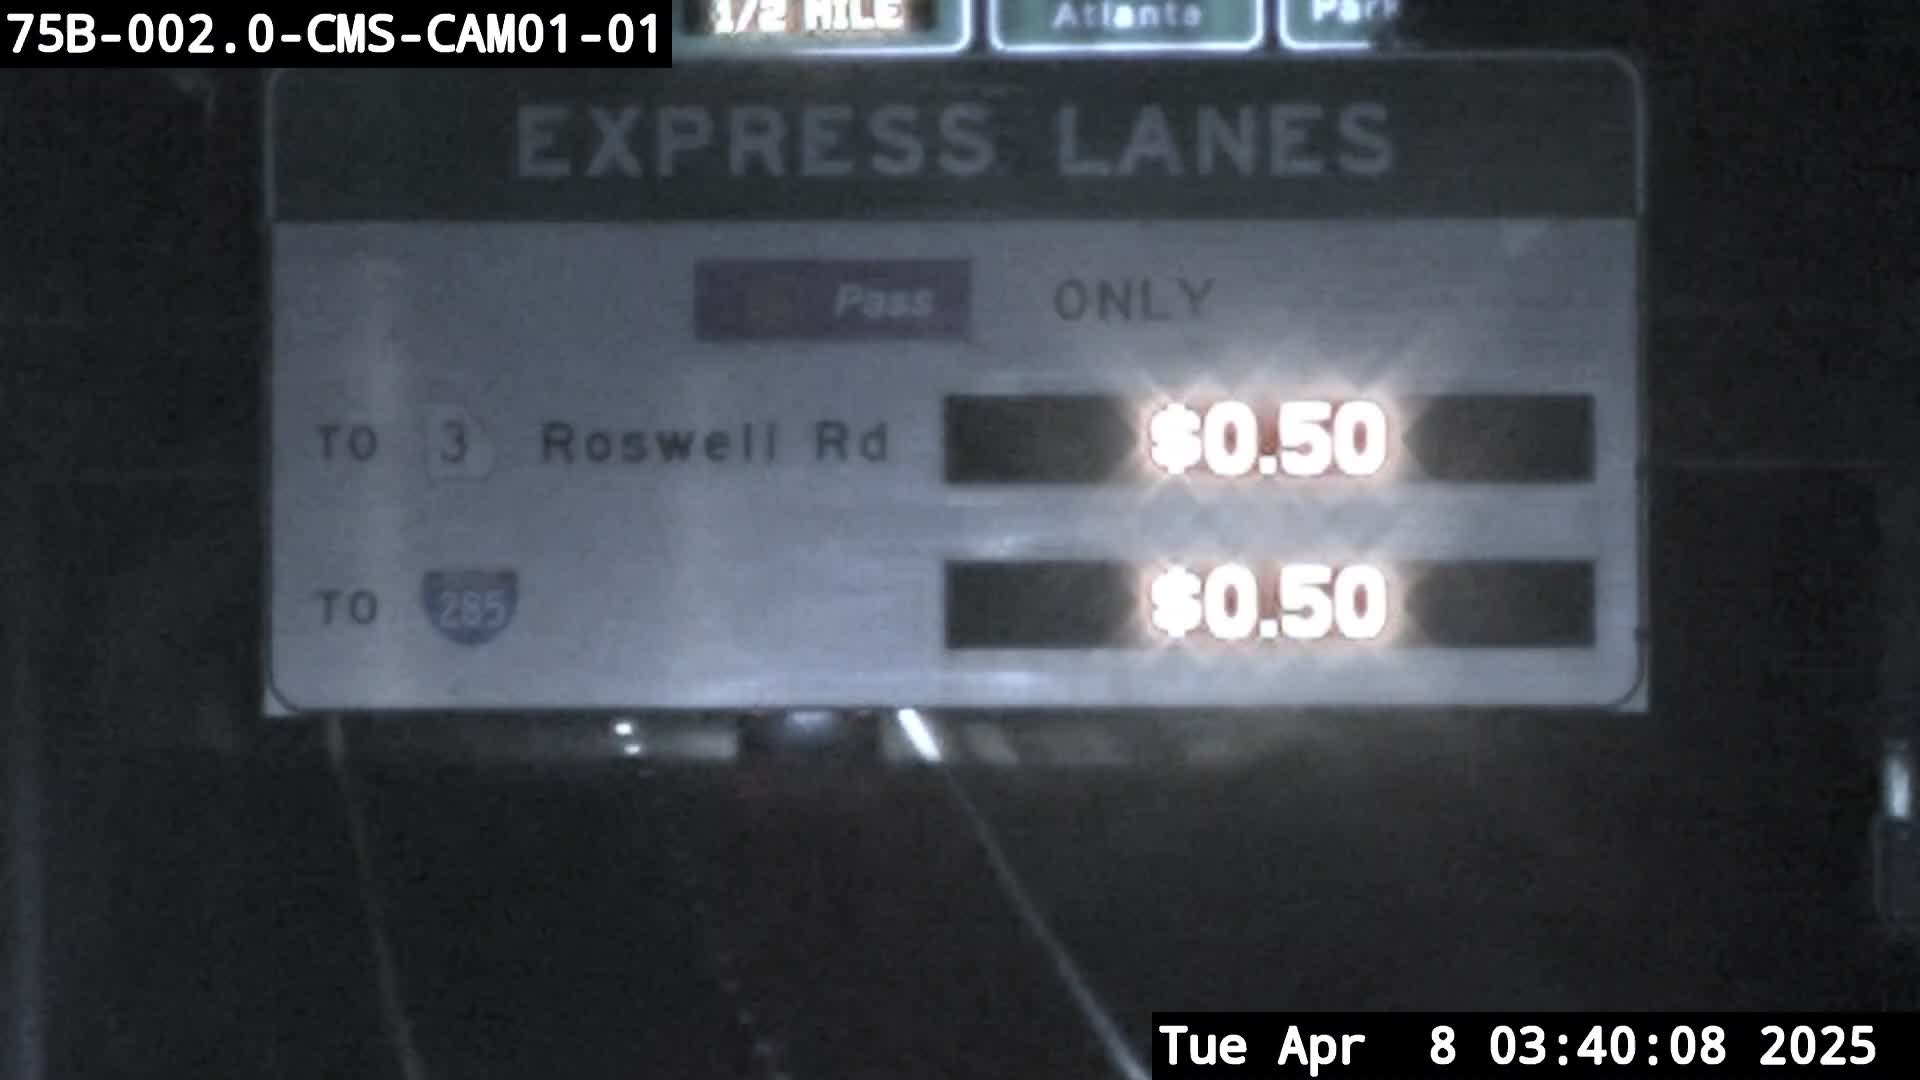 75B-002.0-CMS-CAM01-01
1/2 MILE
Atlanta
Park
EXPRESS LANES
Pass ONLY
TO 3 Roswell Rd $0.50
TO 285 $0.50
Tue Apr 8 03:40:08 2025